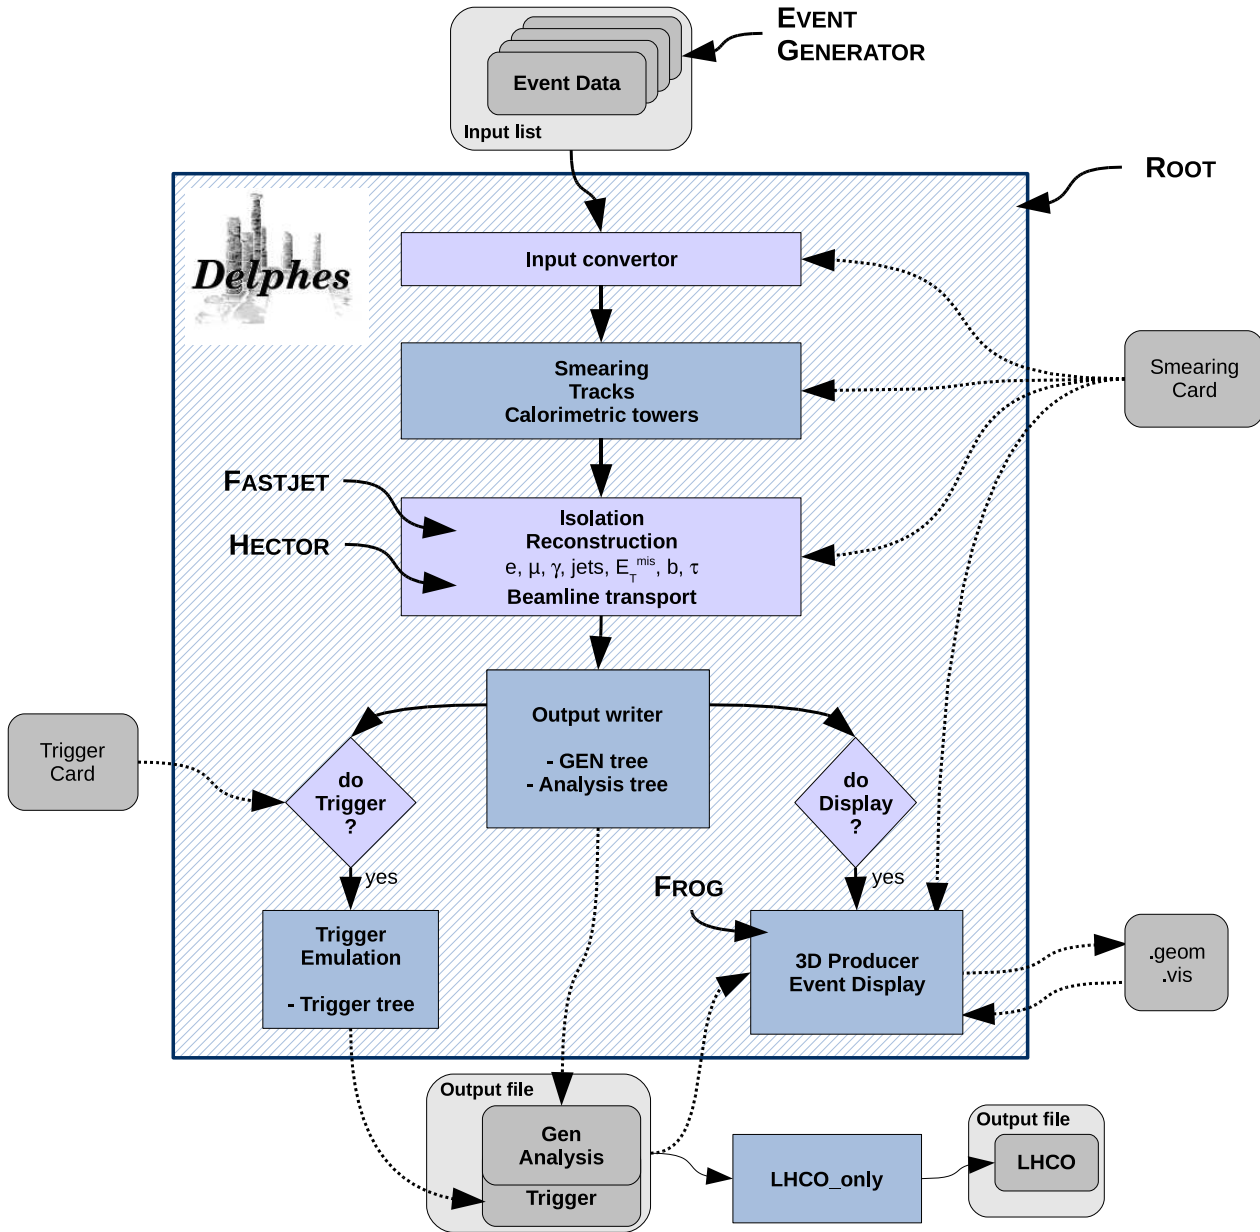 EVENT
GENERATOR
Event Data
Input list
ROOT
Delphes
Input convertor
Smearing
Tracks
Calorimetric towers
Smearing
Card
FASTJET
HECTOR
Isolation
Reconstruction
e, μ, γ, jets, E_T^mis, b, τ
Beamline transport
Output writer
- GEN tree
- Analysis tree
Trigger
Card
do
Trigger
?
do
Display
?
yes
yes
FROG
Trigger
Emulation
- Trigger tree
3D Producer
Event Display
.geom
.vis
Output file
Gen
Analysis
Trigger
LHCO_only
Output file
LHCO